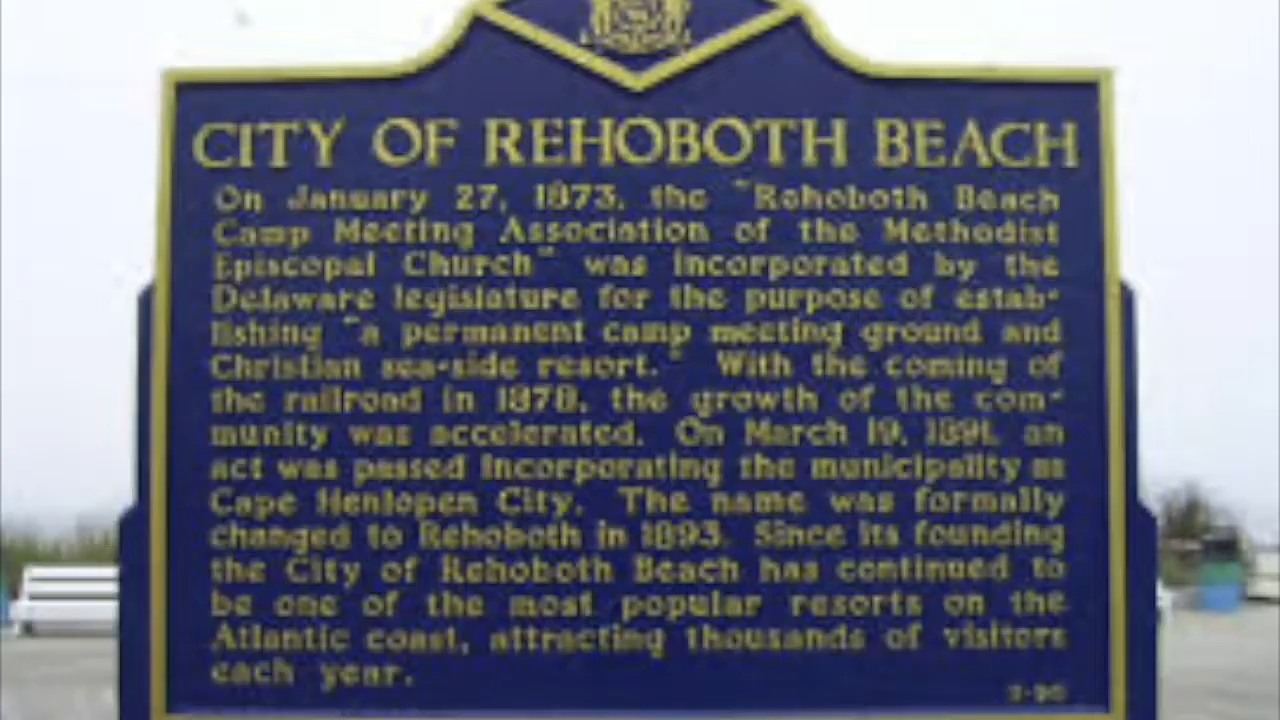 CITY OF REHOBOTH BEACH
On January 27, 1873, the "Rehoboth Beach
Camp Meeting Association of the Methodist
Episcopal Church" was incorporated by the
Delaware legislature for the purpose of estab-
lishing "a permanent camp meeting ground and
Christian sea-side resort." With the coming of
the railroad in 1878, the growth of the com-
munity was accelerated. On March 19, 1891, an
act was passed incorporating the municipality as
Cape Henlopen City. The name was formally
changed to Rehoboth in 1893. Since its founding
the City of Rehoboth Beach has continued to
be one of the most popular resorts on the
Atlantic coast, attracting thousands of visitors
each year.